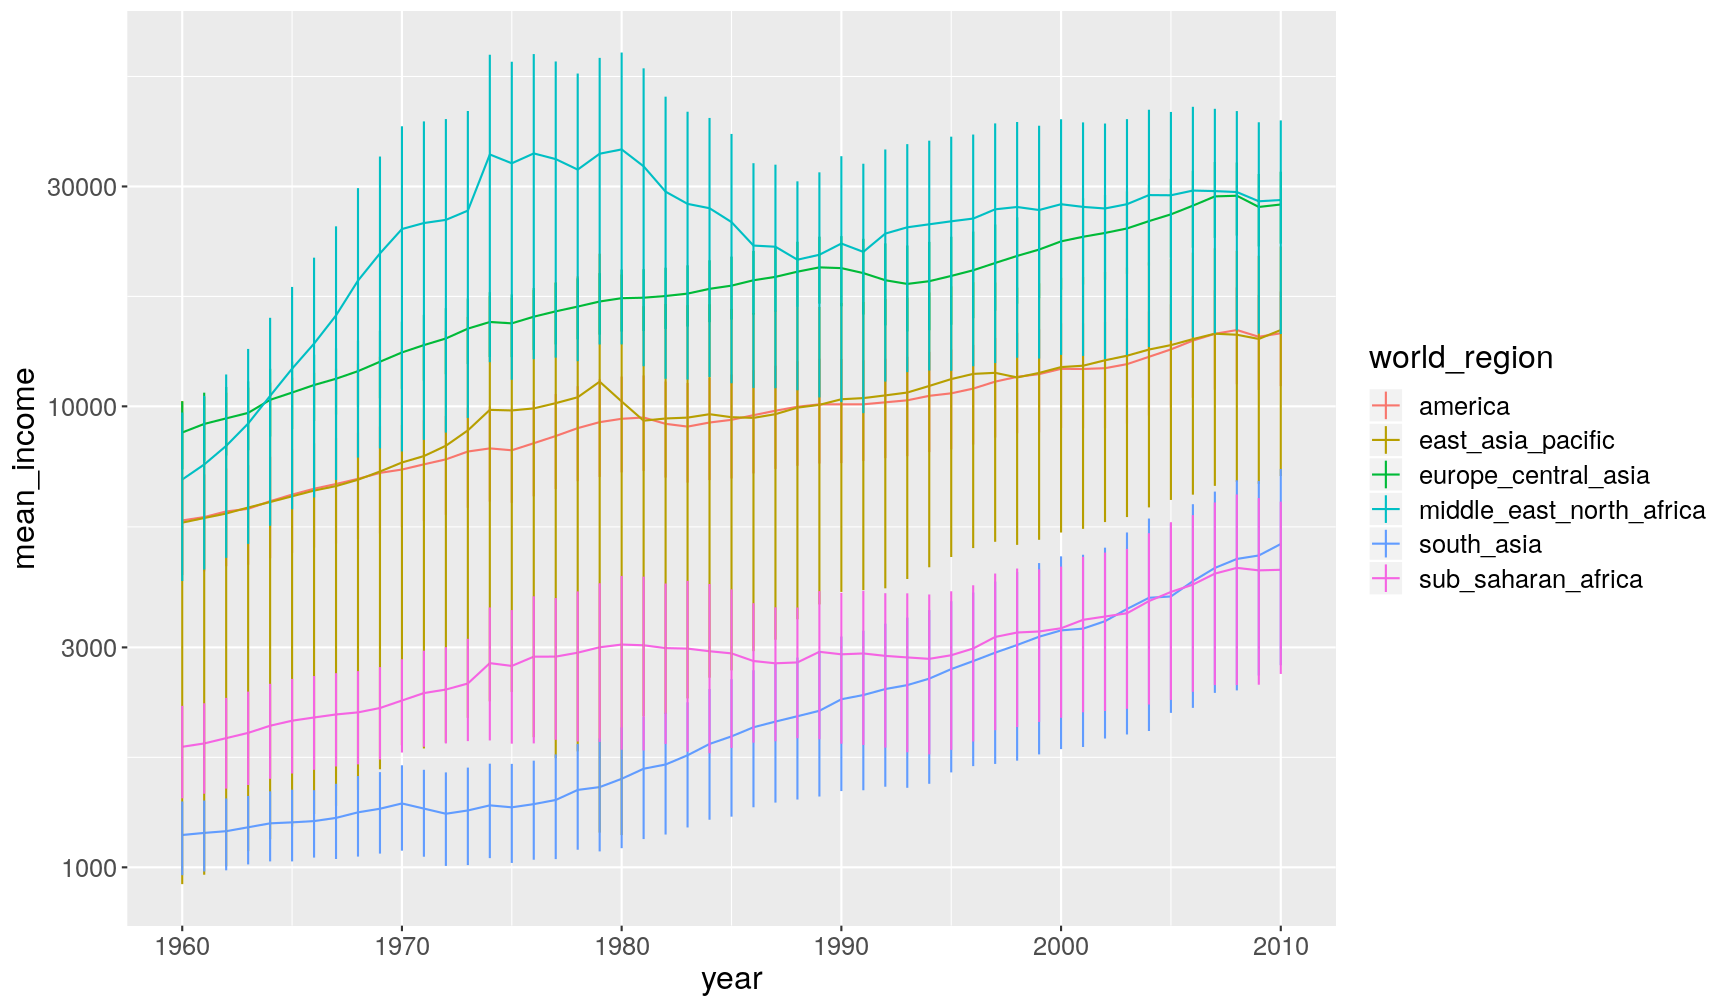 mean_income
30000
10000
3000
1000
1960
1970
1980
1990
2000
2010
year
world_region
america
east_asia_pacific
europe_central_asia
middle_east_north_africa
south_asia
sub_saharan_africa